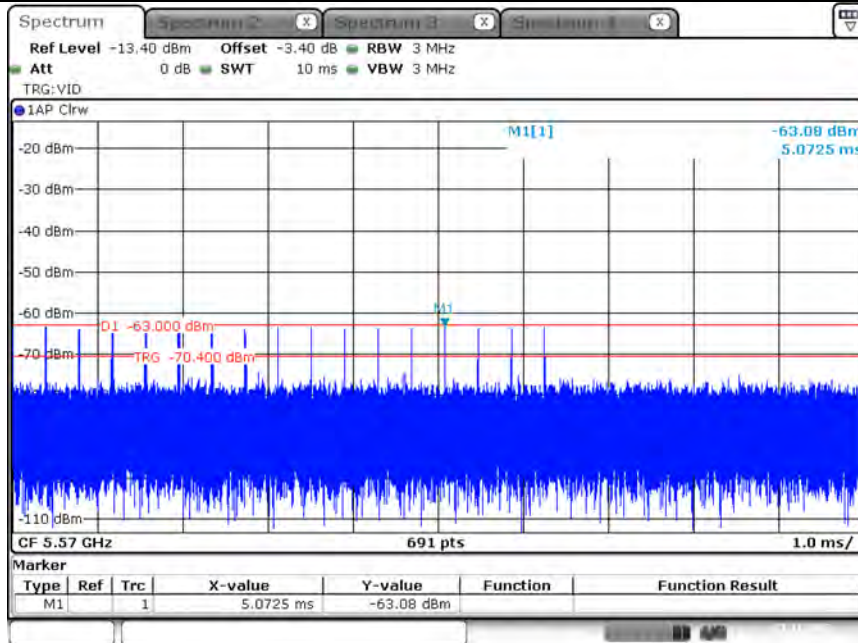 Spectrum Spectrum 2 X Spectrum 3 X X
Ref Level -13.40 dBm Offset -3.40 dB RBW 3 MHz
Att 0 dB SWT 10 ms VBW 3 MHz
TRG:VID
1AP Clrw
M1[1] -63.08 dBm
5.0725 ms
-20 dBm
-30 dBm
-40 dBm
-50 dBm
-60 dBm
M1
D1 -63.000 dBm
-70 dBm
TRG -70.400 dBm
-110 dBm
CF 5.57 GHz 691 pts 1.0 ms/
Marker
Type Ref Trc X-value Y-value Function Function Result
M1 1 5.0725 ms -63.08 dBm